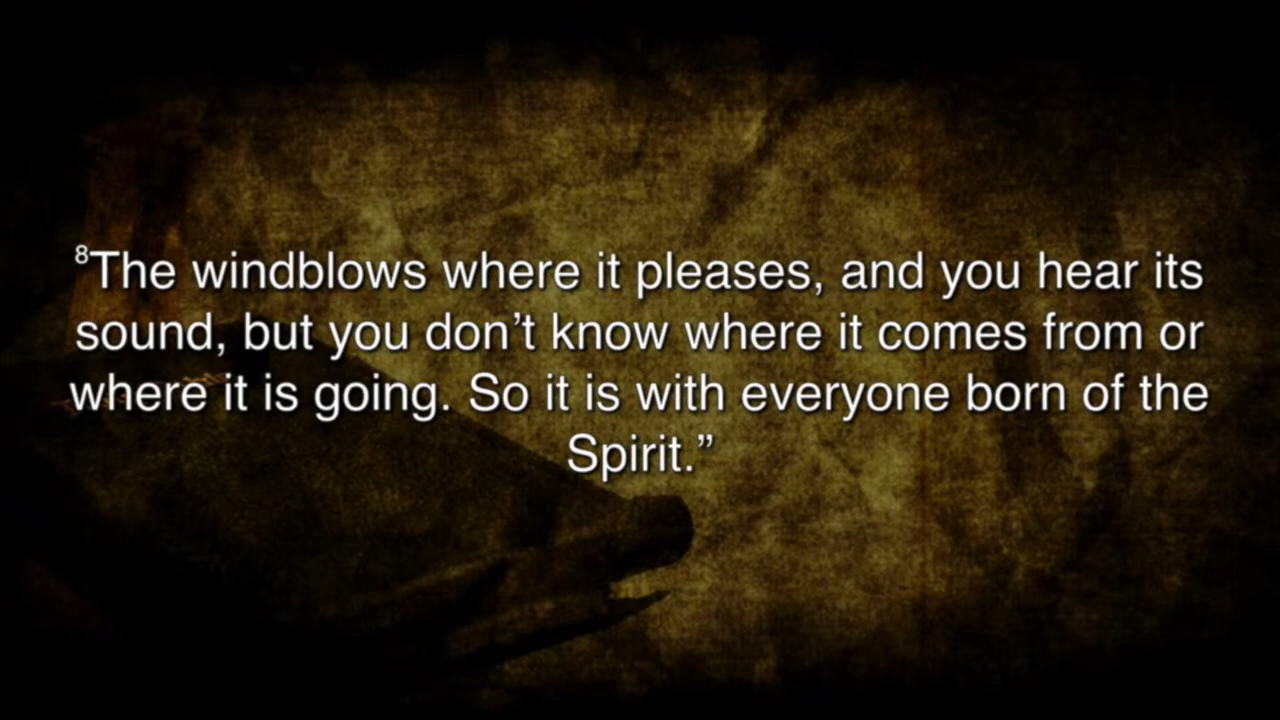 ⁸The windblows where it pleases, and you hear its
sound, but you don’t know where it comes from or
where it is going. So it is with everyone born of the
Spirit.”